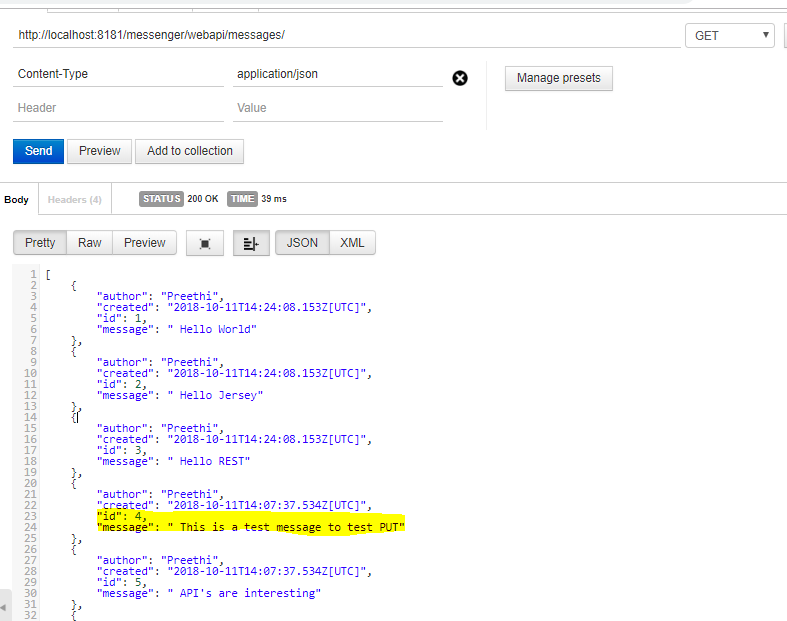 http://localhost:8181/messenger/webapi/messages/ GET
Content-Type application/json Manage presets
Header Value
Send Preview Add to collection
Body Headers (4) STATUS 200 OK TIME 39 ms
Pretty Raw Preview JSON XML
1 [
2 {
3 "author": "Preethi",
4 "created": "2018-10-11T14:24:08.153Z[UTC]",
5 "id": 1,
6 "message": " Hello World"
7 },
8 {
9 "author": "Preethi",
10 "created": "2018-10-11T14:24:08.153Z[UTC]",
11 "id": 2,
12 "message": " Hello Jersey"
13 },
14 {
15 "author": "Preethi",
16 "created": "2018-10-11T14:24:08.153Z[UTC]",
17 "id": 3,
18 "message": " Hello REST"
19 },
20 {
21 "author": "Preethi",
22 "created": "2018-10-11T14:07:37.534Z[UTC]",
23 "id": 4,
24 "message": " This is a test message to test PUT"
25 },
26 {
27 "author": "Preethi",
28 "created": "2018-10-11T14:07:37.534Z[UTC]",
29 "id": 5,
30 "message": " API's are interesting"
31 },
32 {